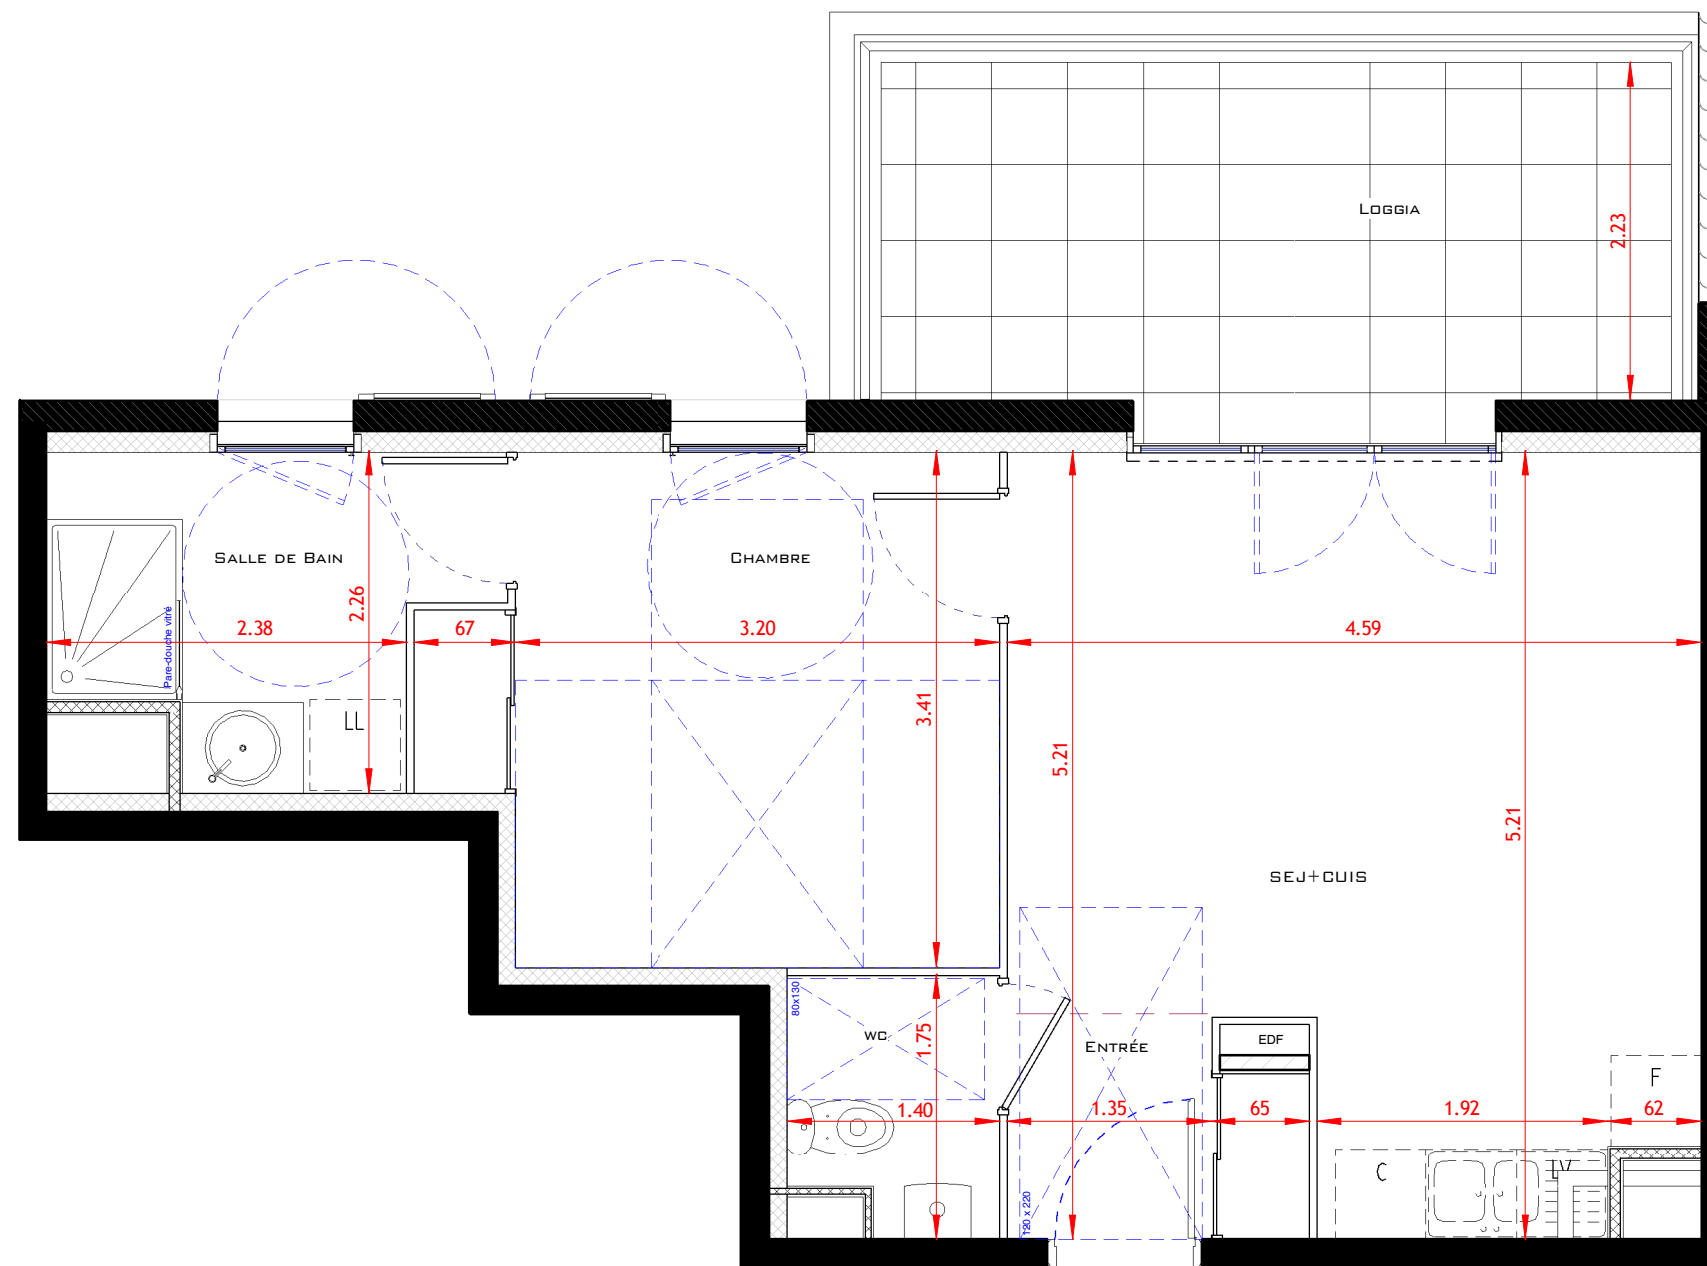 LOGGIA
2.23
SALLE DE BAIN
CHAMBRE
2.26
Pare-douche vitré
2.38
67
3.20
4.59
LL
3.41
5.21
5.21
SEJ+CUIS
80x130
WC
1.75
ENTRÉE
EDF
F
1.40
1.35
65
1.92
62
C
LV
120 x 220